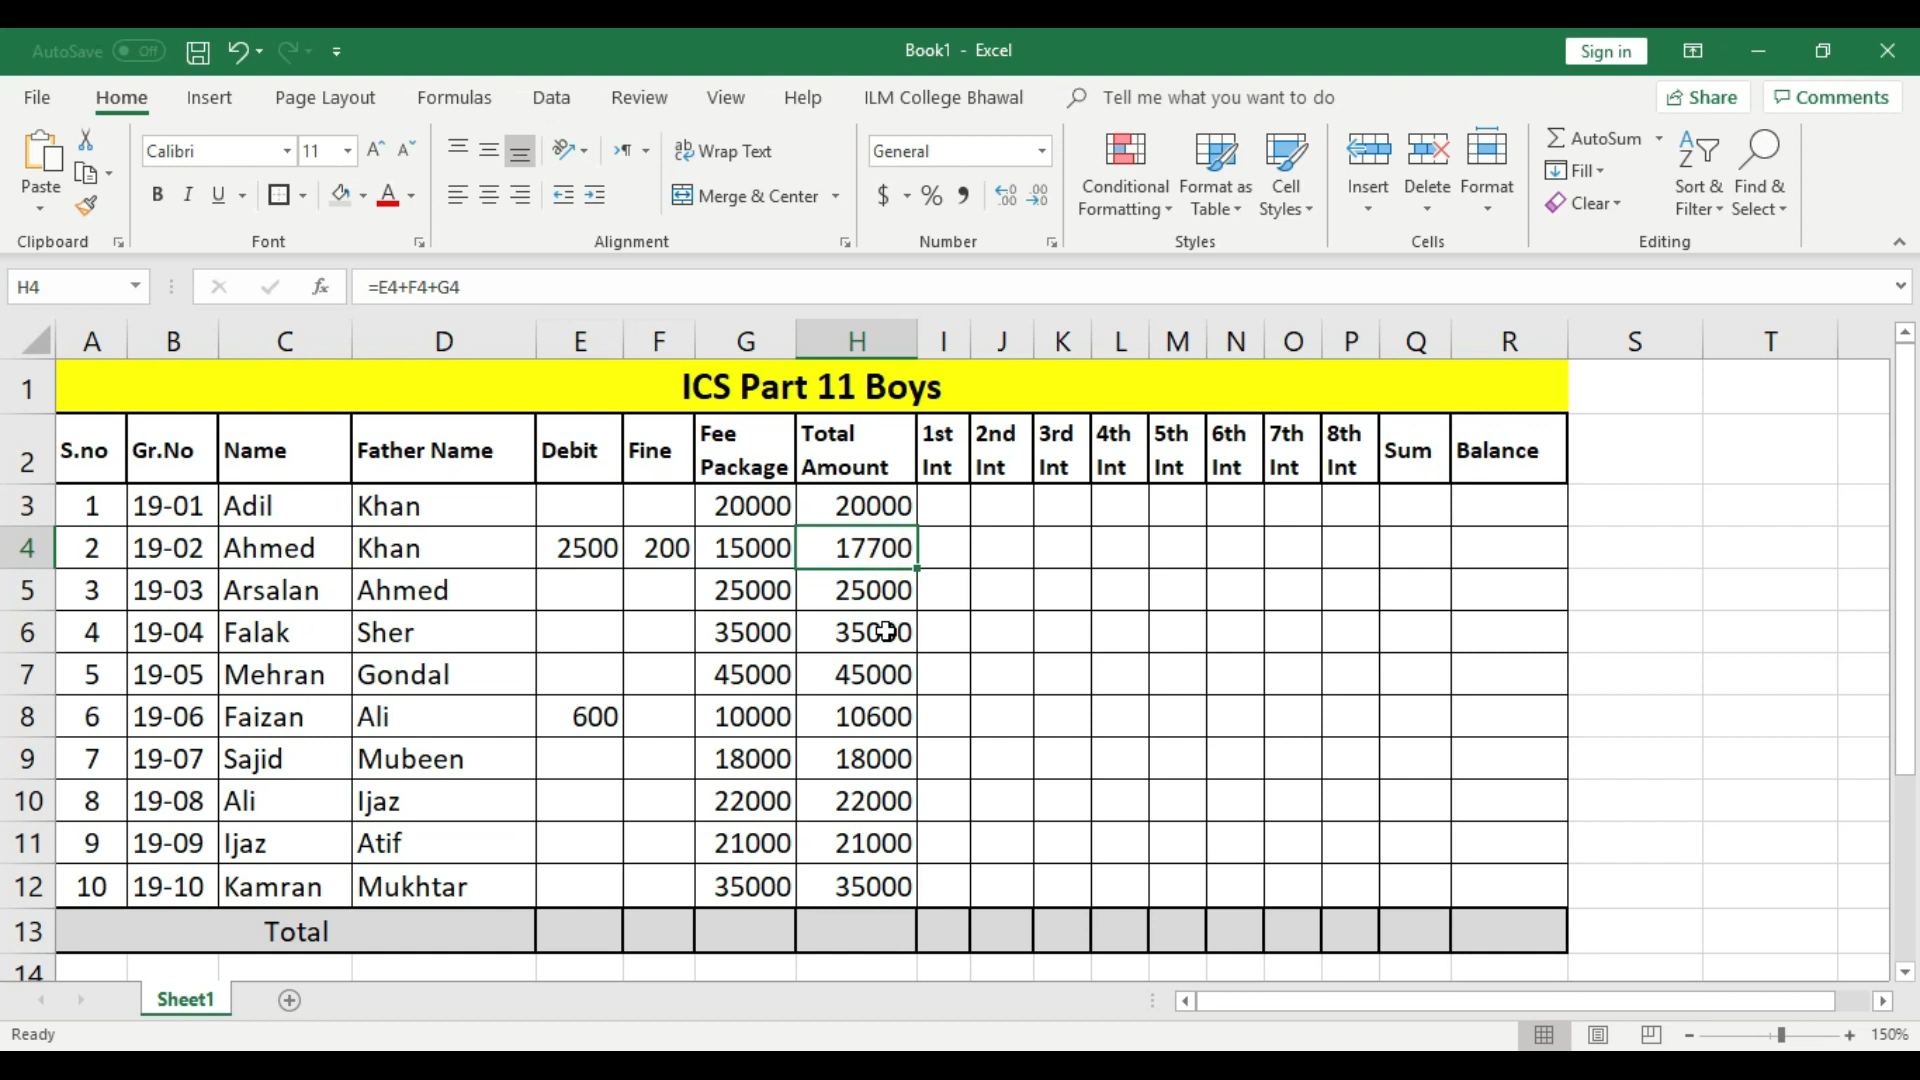 AutoSave Off
Book1 - Excel
Sign in
File Home Insert Page Layout Formulas Data Review View Help ILM College Bhawal Tell me what you want to do Share Comments
Paste
Calibri 11
Wrap Text
Merge & Center
General
Conditional Formatting
Format as Table
Cell Styles
Insert Delete Format
AutoSum
Fill
Clear
Sort & Filter
Find & Select
Clipboard Font Alignment Number Styles Cells Editing
H4 fx =E4+F4+G4
A B C D E F G H I J K L M N O P Q R S T
1 ICS Part 11 Boys
2 S.no Gr.No Name Father Name Debit Fine Fee Package Total Amount 1st Int 2nd Int 3rd Int 4th Int 5th Int 6th Int 7th Int 8th Int Sum Balance
3 1 19-01 Adil Khan 20000 20000
4 2 19-02 Ahmed Khan 2500 200 15000 17700
5 3 19-03 Arsalan Ahmed 25000 25000
6 4 19-04 Falak Sher 35000 35000
7 5 19-05 Mehran Gondal 45000 45000
8 6 19-06 Faizan Ali 600 10000 10600
9 7 19-07 Sajid Mubeen 18000 18000
10 8 19-08 Ali Ijaz 22000 22000
11 9 19-09 Ijaz Atif 21000 21000
12 10 19-10 Kamran Mukhtar 35000 35000
13 Total
14
Sheet1
Ready
150%